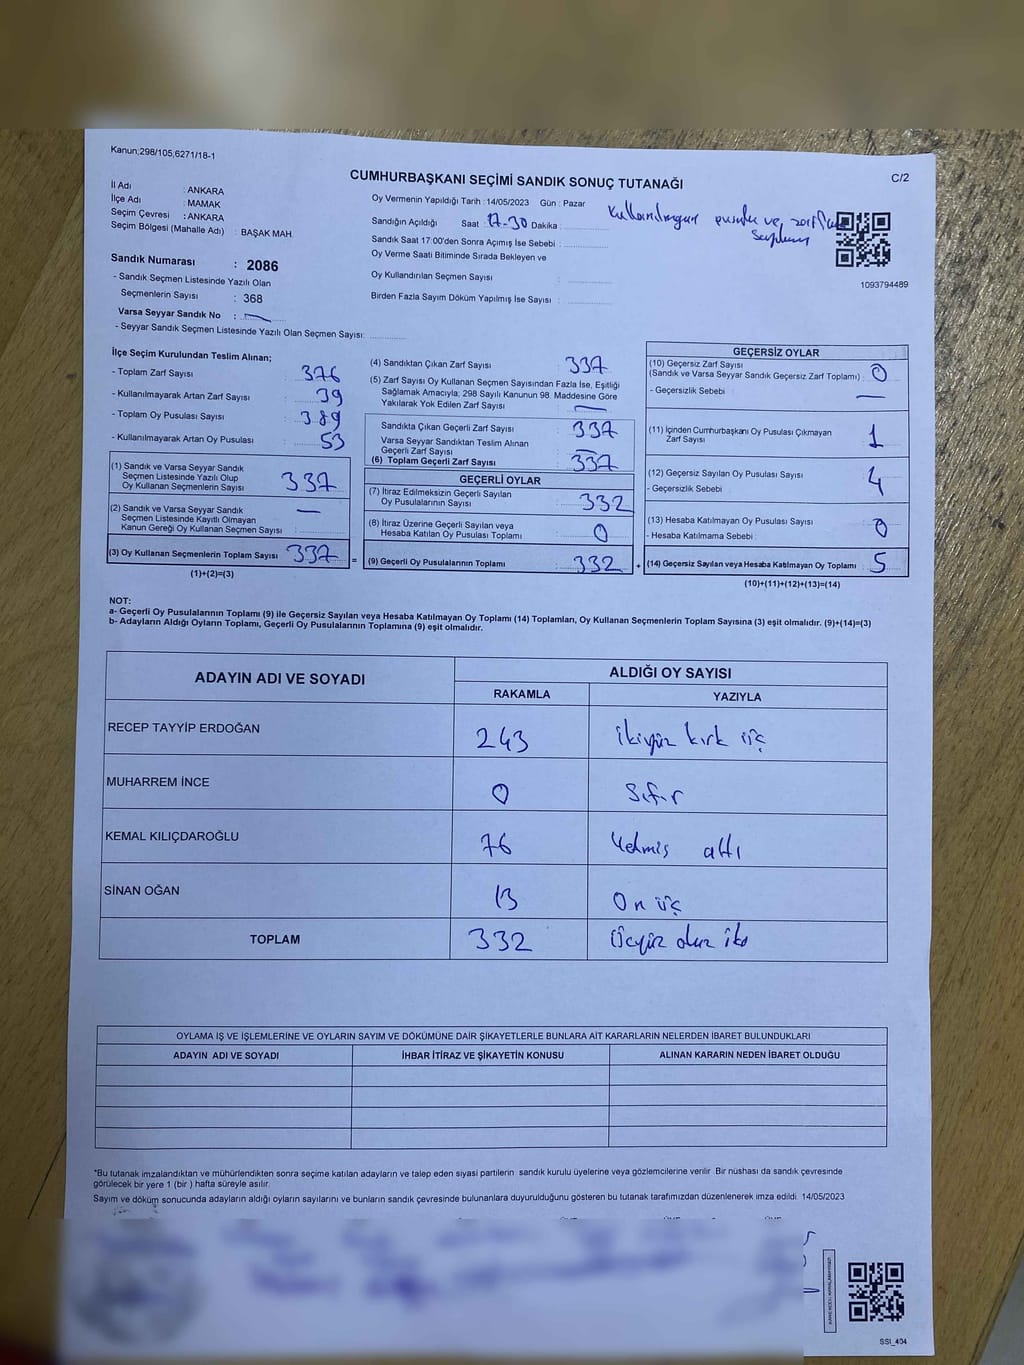 Kanun;298/105;6271/18-1
C/2
CUMHURBAŞKANI SEÇİMİ SANDIK SONUÇ TUTANAĞI
İl Adı : ANKARA
İlçe Adı : MAMAK
Seçim Çevresi : ANKARA
Seçim Bölgesi (Mahalle Adı) : BAŞAK MAH.
Sandık Numarası : 2086
- Sandık Seçmen Listesinde Yazılı Olan
Seçmenlerin Sayısı : 368
Varsa Seyyar Sandık No :
- Seyyar Sandık Seçmen Listesinde Yazılı Olan Seçmen Sayısı:
Oy Vermenin Yapıldığı Tarih : 14/05/2023 Gün : Pazar
Sandığın Açıldığı Saat 17-30 Dakika :
Sandık Saat 17:00'den Sonra Açımış İse Sebebi :
Oy Verme Saati Bitiminde Sırada Bekleyen ve
Oy Kullandırılan Seçmen Sayısı :
Birden Fazla Sayım Döküm Yapılmış İse Sayısı :
1093794489
İlçe Seçim Kurulundan Teslim Alınan;
- Toplam Zarf Sayısı : 376
- Kullanılmayarak Artan Zarf Sayısı : 39
- Toplam Oy Pusulası Sayısı : 389
- Kullanılmayarak Artan Oy Pusulası : 53
(1) Sandık ve Varsa Seyyar Sandık
Seçmen Listesinde Yazılı Olup
Oy Kullanan Seçmenlerin Sayısı : 337
(2) Sandık ve Varsa Seyyar Sandık
Seçmen Listesinde Kayıtlı Olmayan
Kanun Gereği Oy Kullanan Seçmen Sayısı : —
(3) Oy Kullanan Seçmenlerin Toplam Sayısı : 337
(1)+(2)=(3)
=
(4) Sandıktan Çıkan Zarf Sayısı : 337
(5) Zarf Sayısı Oy Kullanan Seçmen Sayısından Fazla İse, Eşitliği
Sağlamak Amacıyla; 298 Sayılı Kanunun 98. Maddesine Göre
Yakılarak Yok Edilen Zarf Sayısı : —
Sandıkta Çıkan Geçerli Zarf Sayısı : 337
Varsa Seyyar Sandıktan Teslim Alınan
Geçerli Zarf Sayısı : —
(6) Toplam Geçerli Zarf Sayısı : 337
GEÇERLİ OYLAR
(7) İtiraz Edilmeksizin Geçerli Sayılan
Oy Pusulalarının Sayısı : 332
(8) İtiraz Üzerine Geçerli Sayılan veya
Hesaba Katılan Oy Pusulası Toplamı : 0
(9) Geçerli Oy Pusulalarının Toplamı : 332
+
GEÇERSİZ OYLAR
(10) Geçersiz Zarf Sayısı
(Sandık ve Varsa Seyyar Sandık Geçersiz Zarf Toplamı) : 0
- Geçersizlik Sebebi : —
(11) İçinden Cumhurbaşkanı Oy Pusulası Çıkmayan
Zarf Sayısı : 1
(12) Geçersiz Sayılan Oy Pusulası Sayısı : 4
- Geçersizlik Sebebi :
(13) Hesaba Katılmayan Oy Pusulası Sayısı : 0
- Hesaba Katılmama Sebebi :
(14) Geçersiz Sayılan veya Hesaba Katılmayan Oy Toplamı : 5
(10)+(11)+(12)+(13)=(14)
NOT:
a- Geçerli Oy Pusulalarının Toplamı (9) ile Geçersiz Sayılan veya Hesaba Katılmayan Oy Toplamı (14) Toplamları, Oy Kullanan Seçmenlerin Toplam Sayısına (3) eşit olmalıdır. (9)+(14)=(3)
b- Adayların Aldığı Oyların Toplamı, Geçerli Oy Pusulalarının Toplamına (9) eşit olmalıdır.
ADAYIN ADI VE SOYADI
ALDIĞI OY SAYISI
RAKAMLA YAZIYLA
RECEP TAYYİP ERDOĞAN 243 ikiyüz kırk üç
MUHARREM İNCE 0 Sıfır
KEMAL KILIÇDAROĞLU 76 Yetmiş altı
SİNAN OĞAN 13 On üç
TOPLAM 332 üçyüz otuz iki
OYLAMA İŞ VE İŞLEMLERİNE VE OYLARIN SAYIM VE DÖKÜMÜNE DAİR ŞİKAYETLERLE BUNLARA AİT KARARLARIN NELERDEN İBARET BULUNDUKLARI
ADAYIN ADI VE SOYADI İHBAR İTİRAZ VE ŞİKAYETİN KONUSU ALINAN KARARIN NEDEN İBARET OLDUĞU
*Bu tutanak imzalandıktan ve mühürlendikten sonra seçime katılan adayların ve talep eden siyasi partilerin sandık kurulu üyelerine veya gözlemcilerine verilir. Bir nüshası da sandık çevresinde
görülecek bir yere 1 (bir ) hafta süreyle asılır.
Sayım ve döküm sonucunda adayların aldığı oyların sayılarını ve bunların sandık çevresinde bulunanlara duyurulduğunu gösteren bu tutanak tarafımızdan düzenlenerek imza edildi. 14/05/2023
SSİ_404